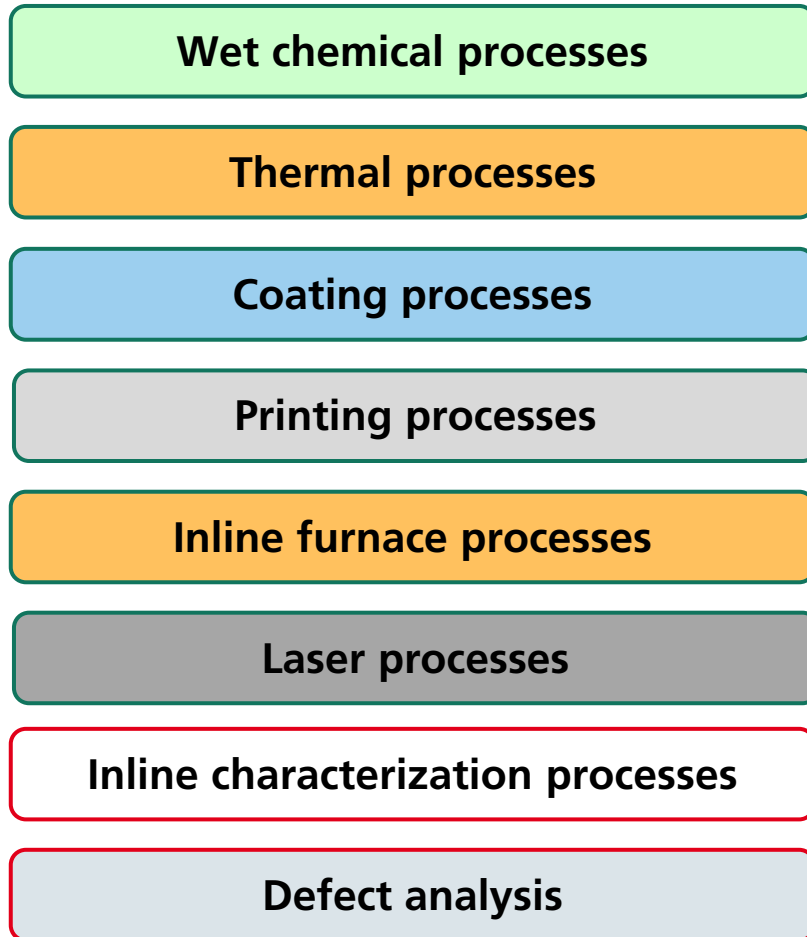 Wet chemical processes
Thermal processes
Coating processes
Printing processes
Inline furnace processes
Laser processes
Inline characterization processes
Defect analysis